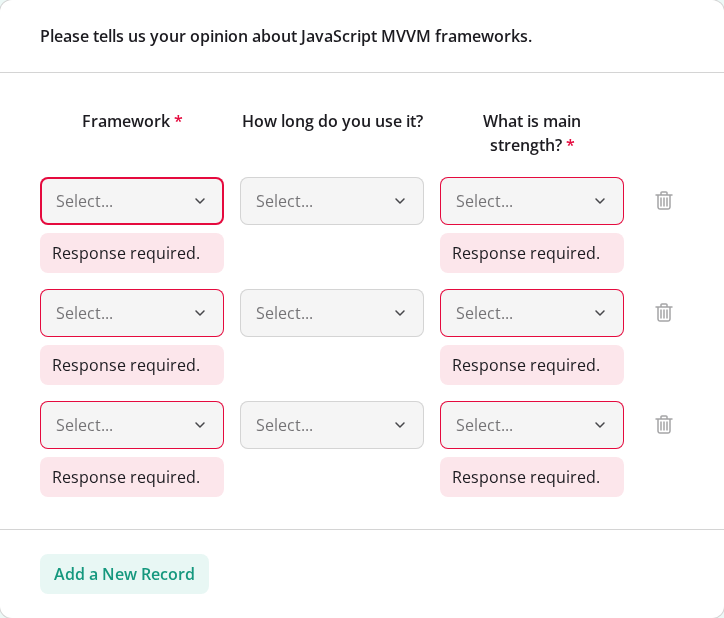 Please tells us your opinion about JavaScript MVVM frameworks.
Framework *
How long do you use it?
What is main
strength? *
Select...
Select...
Select...
Response required.
Response required.
Select...
Select...
Select...
Response required.
Response required.
Select...
Select...
Select...
Response required.
Response required.
Add a New Record